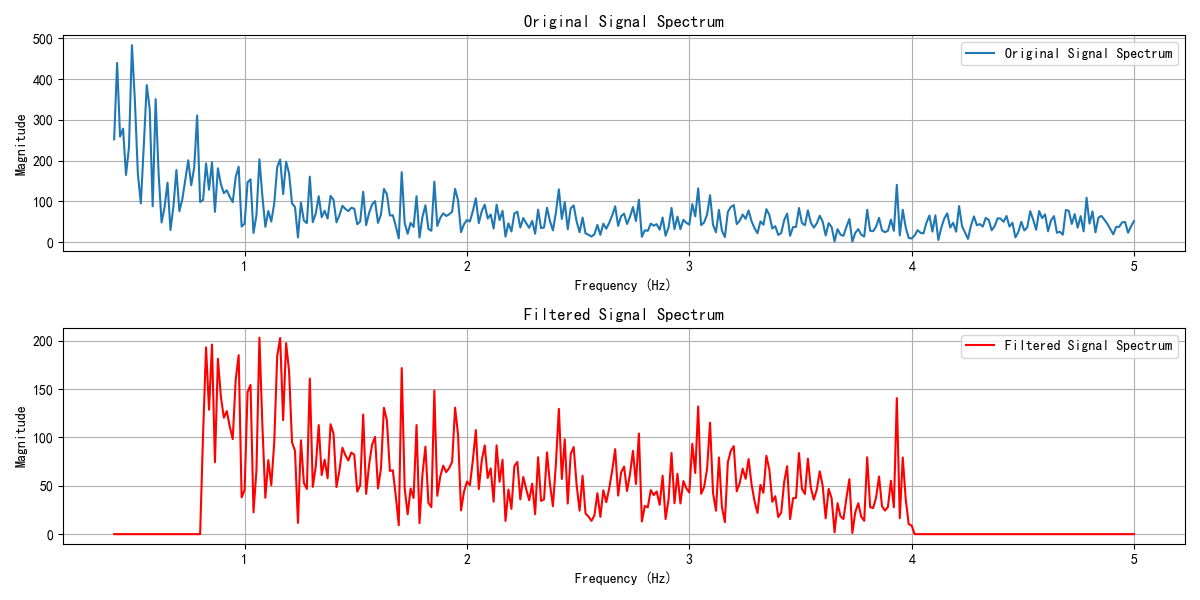 Original Signal Spectrum
500
400
300
200
100
0
Magnitude
Original Signal Spectrum
1 2 3 4 5
Frequency (Hz)
Filtered Signal Spectrum
200
150
100
50
0
Magnitude
Filtered Signal Spectrum
1 2 3 4 5
Frequency (Hz)